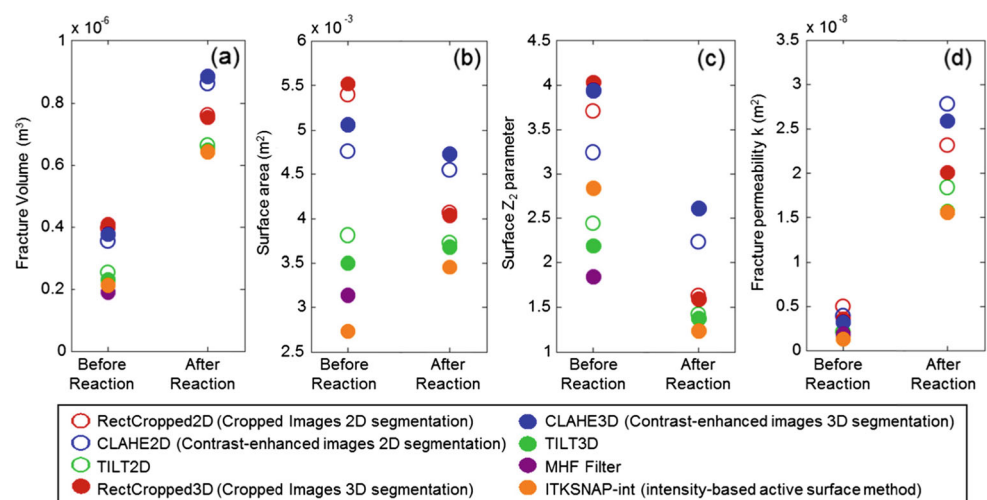 x 10⁻⁶
(a)
Fracture Volume (m³)
1
0.8
0.6
0.4
0.2
0
Before Reaction
After Reaction
x 10⁻³
(b)
Surface area (m²)
6
5.5
5
4.5
4
3.5
3
2.5
Before Reaction
After Reaction
(c)
Surface Z₂ parameter
4.5
4
3.5
3
2.5
2
1.5
1
Before Reaction
After Reaction
x 10⁻⁸
(d)
Fracture permeability k (m²)
3.5
3
2.5
2
1.5
1
0.5
0
Before Reaction
After Reaction
RectCropped2D (Cropped Images 2D segmentation)
CLAHE2D (Contrast-enhanced images 2D segmentation)
TILT2D
RectCropped3D (Cropped Images 3D segmentation)
CLAHE3D (Contrast-enhanced images 3D segmentation)
TILT3D
MHF Filter
ITKSNAP-int (intensity-based active surface method)